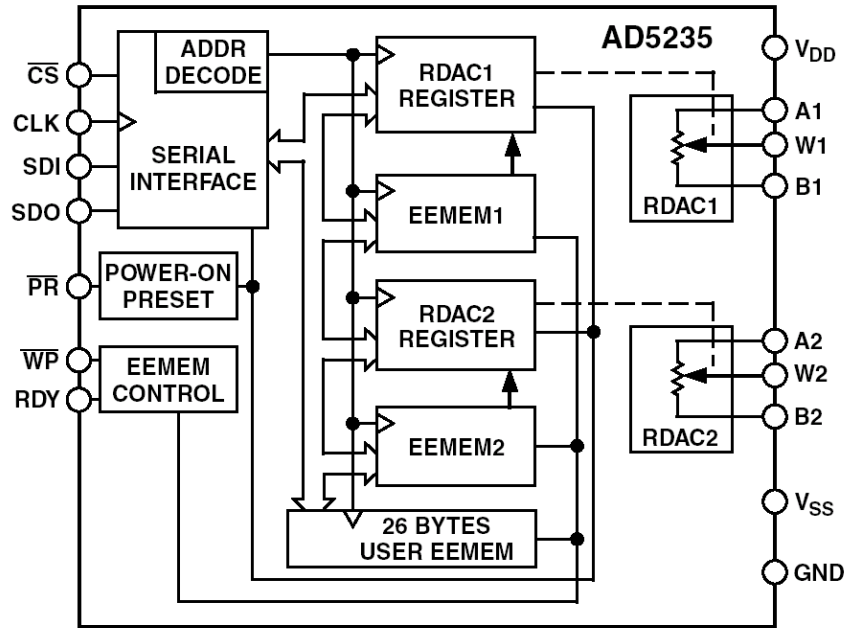 AD5235
CS
CLK
SDI
SDO
PR
WP
RDY
ADDR
DECODE
SERIAL
INTERFACE
POWER-ON
PRESET
EEMEM
CONTROL
RDAC1
REGISTER
EEMEM1
RDAC2
REGISTER
EEMEM2
26 BYTES
USER EEMEM
RDAC1
RDAC2
VDD
A1
W1
B1
A2
W2
B2
VSS
GND